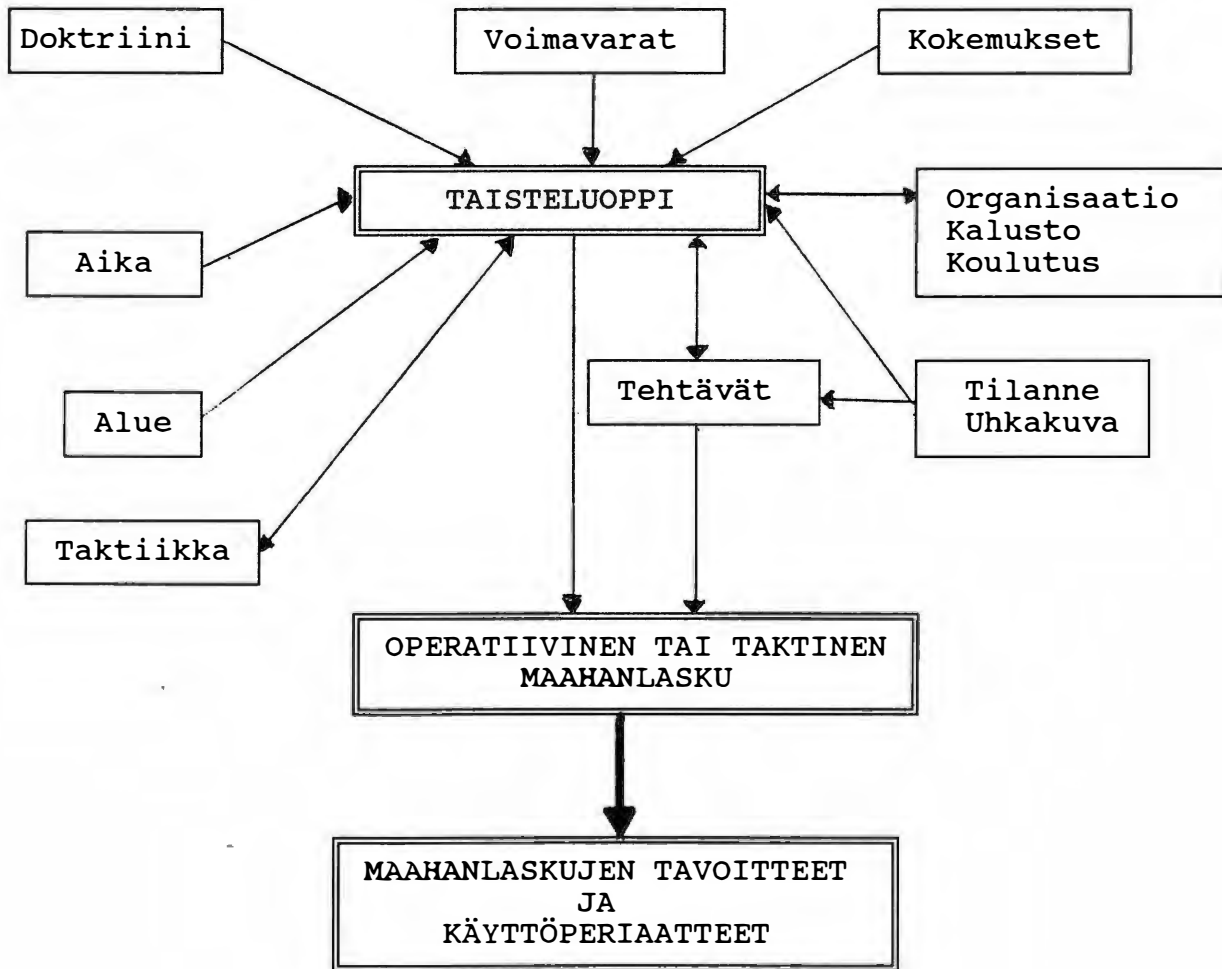 Doktriini
Voimavarat
Kokemukset
TAISTELUOPPI
Organisaatio
Kalusto
Koulutus
Aika
Tehtävät
Tilanne
Uhkakuva
Alue
Taktiikka
OPERATIIVINEN TAI TAKTINEN
MAAHANLASKU
MAAHANLASKUJEN TAVOITTEET
JA
KÄYTTÖPERIAATTEET